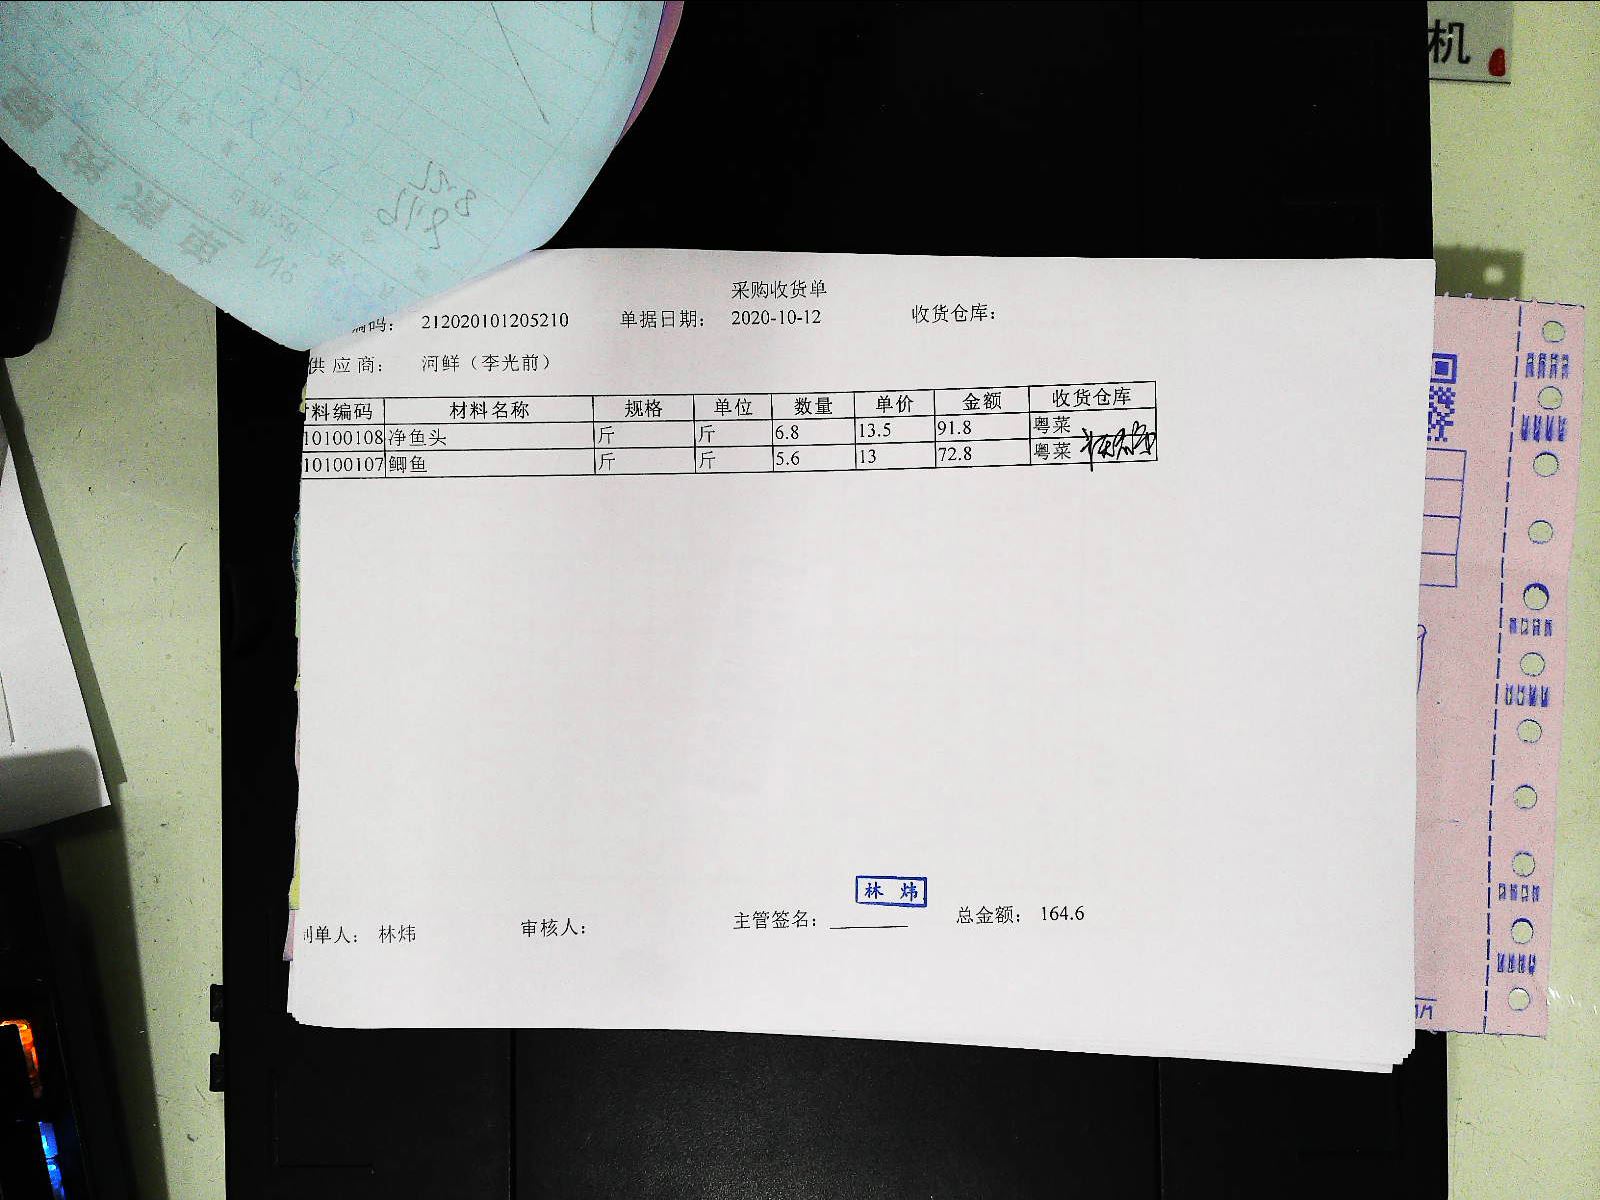 机
采购收货单
编码： 212020101205210 单据日期： 2020-10-12 收货仓库：
供应商： 河鲜（李光前）
料编码 材料名称 规格 单位 数量 单价 金额 收货仓库
10100108 净鱼头 斤 斤 6.8 13.5 91.8 粤菜
10100107 鲫鱼 斤 斤 5.6 13 72.8 粤菜
林炜
制单人： 林炜 审核人： 主管签名： 总金额： 164.6